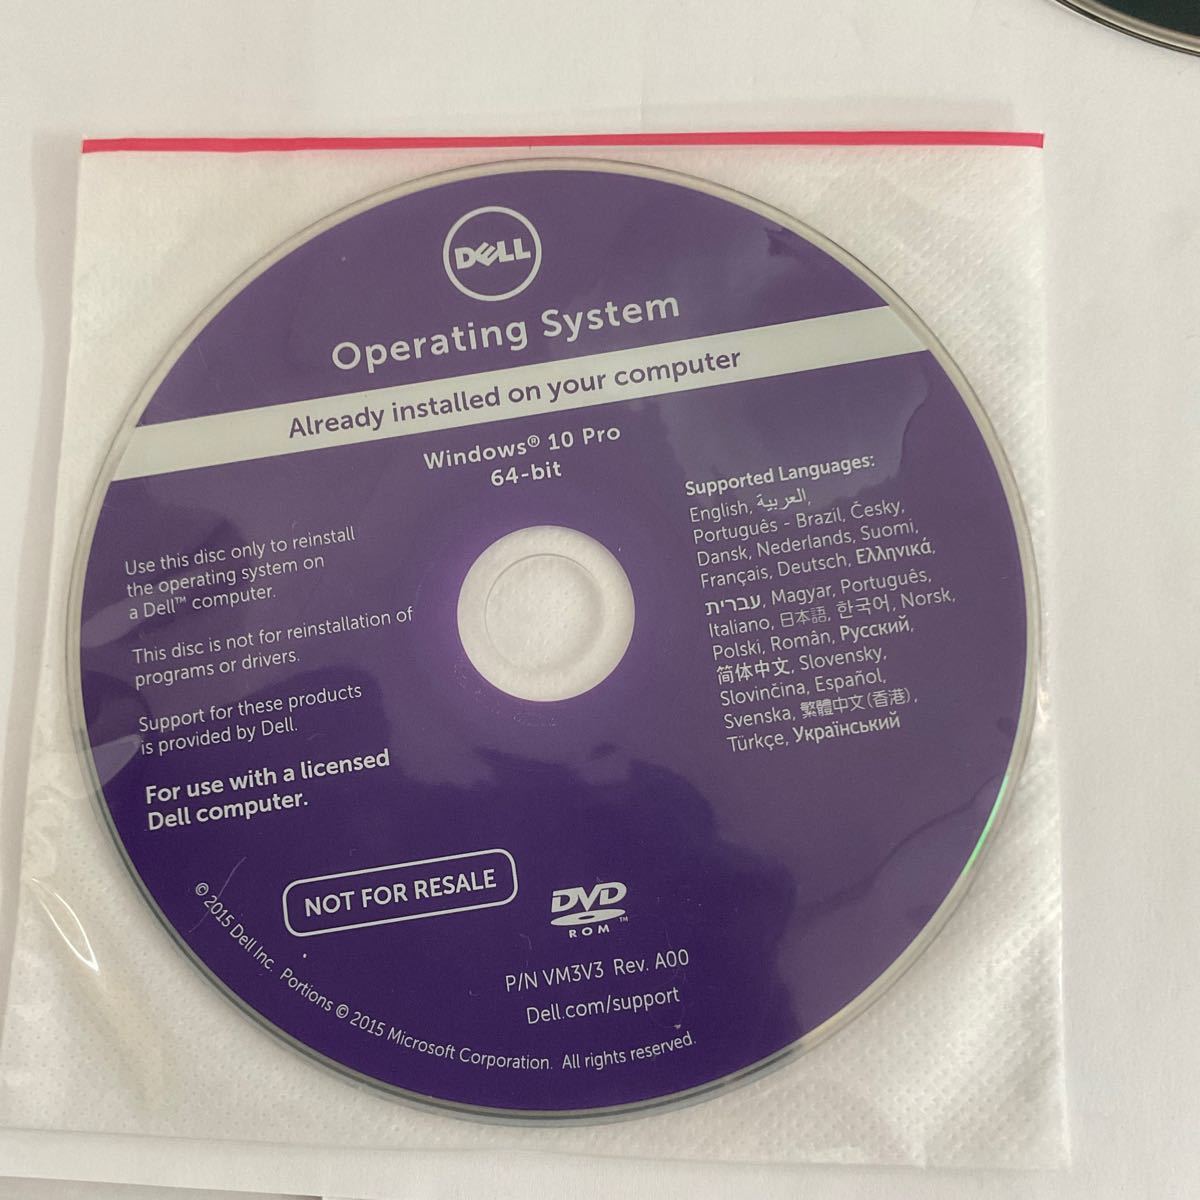 DELL
Operating System
Already installed on your computer
Windows® 10 Pro
64-bit
Use this disc only to reinstall
the operating system on
a Dell™ computer.
This disc is not for reinstallation of
programs or drivers.
Support for these products
is provided by Dell.
For use with a licensed
Dell computer.
Supported Languages:
English, العربية,
Português - Brazil, Česky,
Dansk, Nederlands, Suomi,
Français, Deutsch, Ελληνικά,
עברית, Magyar, Português,
Italiano, 日本語, 한국어, Norsk,
Polski, Român, Русский,
简体中文, Slovensky,
Slovinčina, Español,
Svenska, 繁體中文(香港),
Türkçe, Український
NOT FOR RESALE
DVD
ROM ™
P/N VM3V3 Rev. A00
Dell.com/support
© 2015 Dell Inc. Portions © 2015 Microsoft Corporation. All rights reserved.